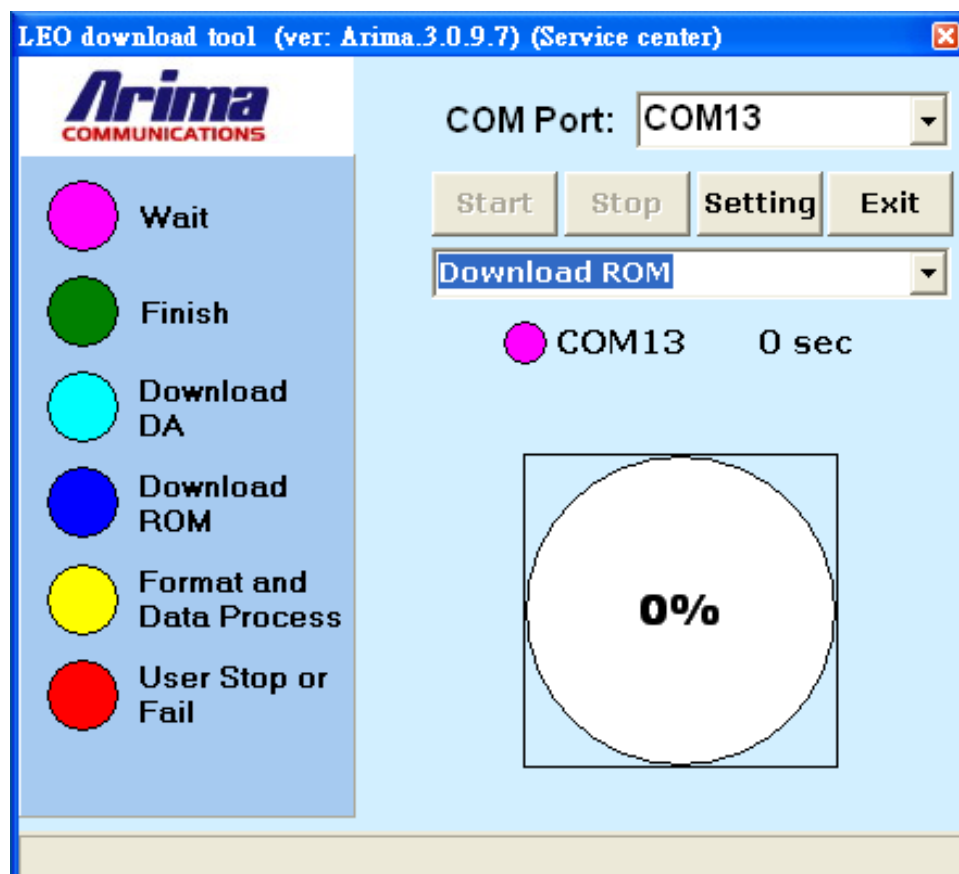 LEO download tool (ver: Arima.3.0.9.7) (Service center)
Arima
COMMUNICATIONS
COM Port: COM13
Start Stop Setting Exit
Download ROM
COM13 0 sec
0%
Wait
Finish
Download
DA
Download
ROM
Format and
Data Process
User Stop or
Fail